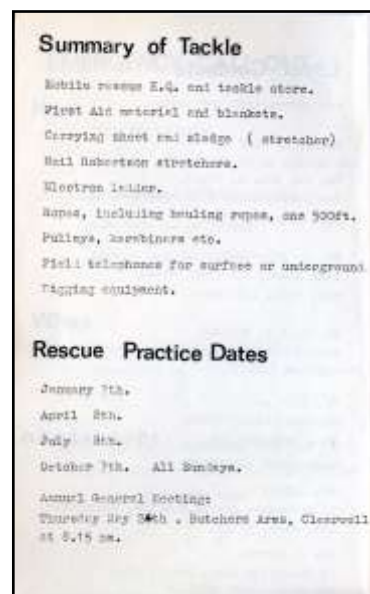 Summary of Tackle
Mobile rescue H.Q. and tackle store.
First Aid material and blankets.
Carrying sheet and sledge ( stretcher)
Neil Robertson stretchers.
Electron ladder.
Ropes, including hauling ropes, one 500ft.
Pulleys, karabiners etc.
Field telephones for surface or underground
Digging equipment.
Rescue Practice Dates
January 7th.
April 8th.
July 8th.
October 7th. All Sundays.
Annual General Meeting:
Thursday May . Butchers Arms, Clearwell
at 8.15 pm.